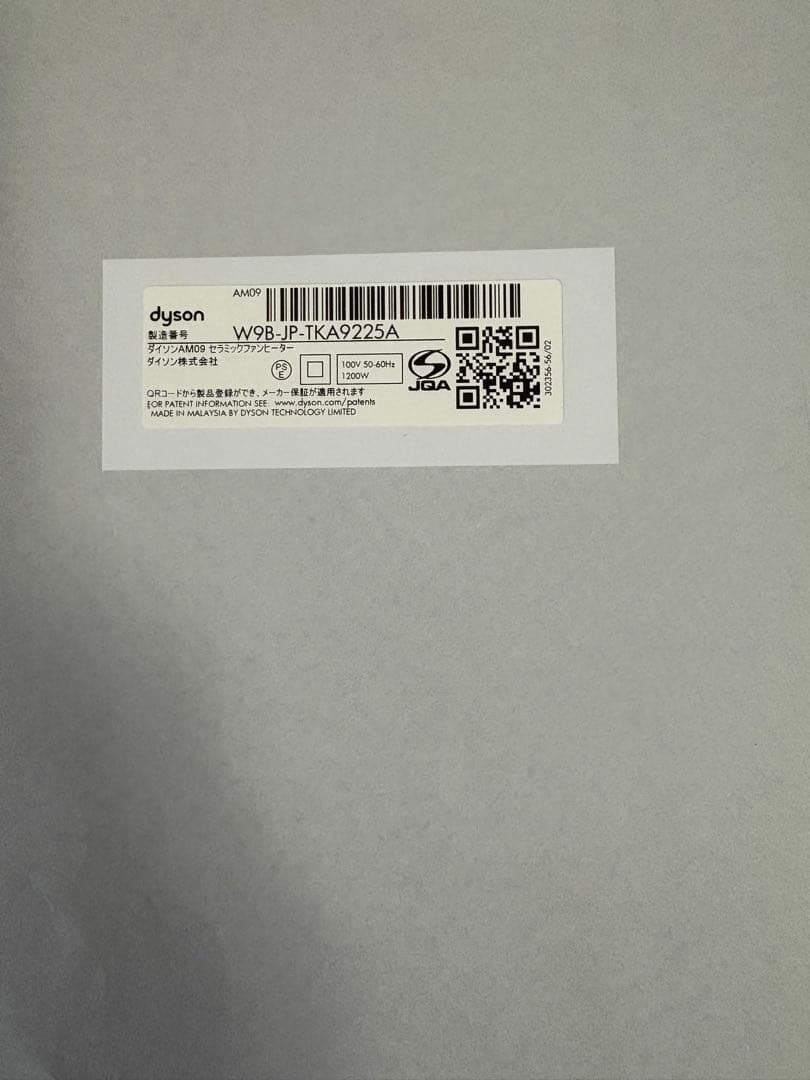 AM09
dyson
製造番号 W9B-JP-TKA9225A
ダイソンAM09 セラミックファンヒーター
ダイソン株式会社
PS
E
100V 50-60Hz
1200W
JQA
302356-56/02
QRコードから製品登録ができ、メーカー保証が適用されます
FOR PATENT INFORMATION SEE: www.dyson.com/patents
MADE IN MALAYSIA BY DYSON TECHNOLOGY LIMITED